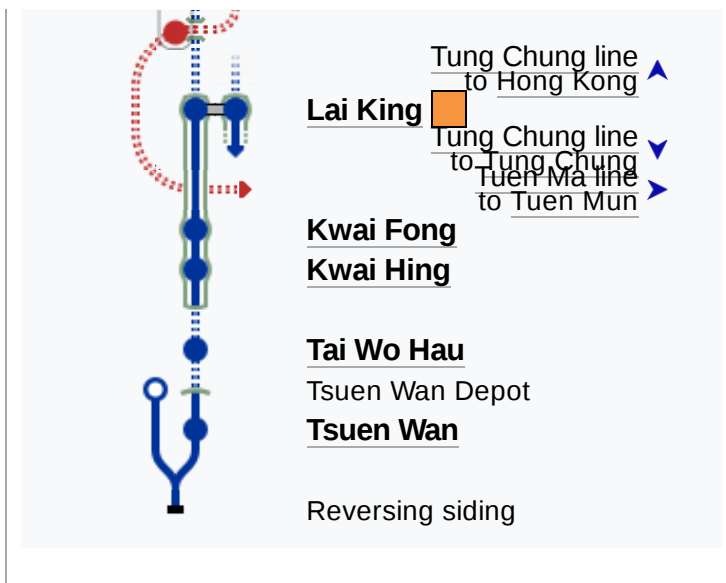 Tung Chung line
to Hong Kong
Lai King
Tung Chung line
to Tung Chung
Tuen Ma line
to Tuen Mun
Kwai Fong
Kwai Hing
Tai Wo Hau
Tsuen Wan Depot
Tsuen Wan
Reversing siding